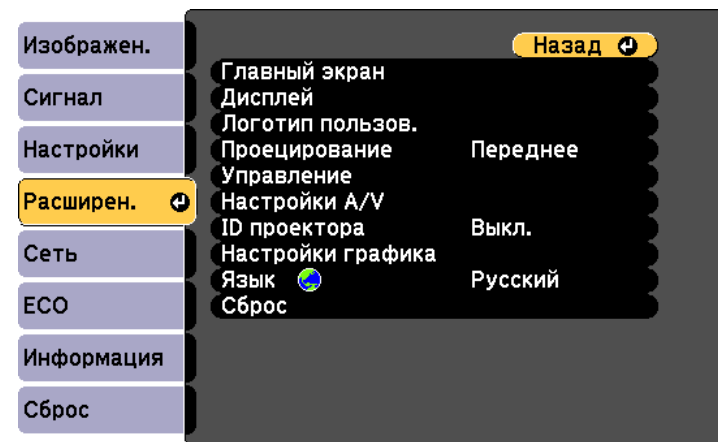 Изображен.
Сигнал
Настройки
Расширен.
Сеть
ECO
Информация
Сброс
Назад
Главный экран
Дисплей
Логотип пользов.
Проецирование Переднее
Управление
Настройки A/V
ID проектора Выкл.
Настройки графика
Язык Русский
Сброс